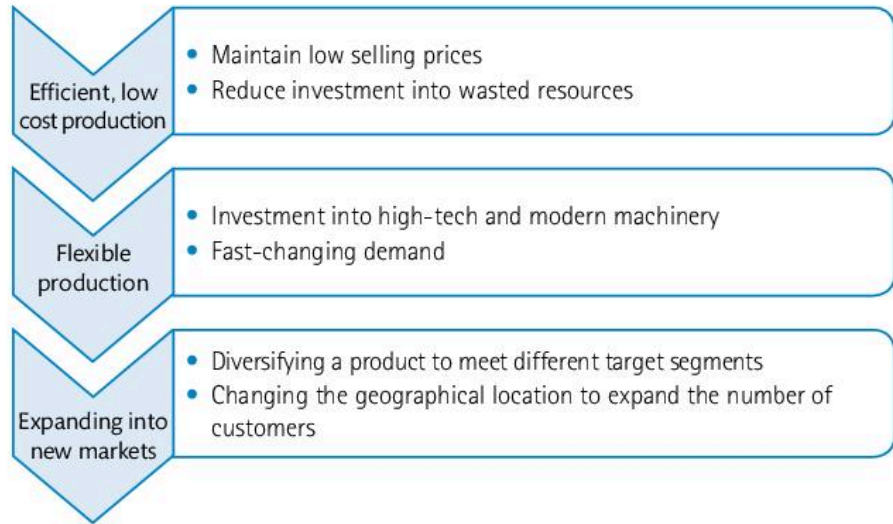 Efficient, low
cost production
• Maintain low selling prices
• Reduce investment into wasted resources
Flexible
production
• Investment into high-tech and modern machinery
• Fast-changing demand
Expanding into
new markets
• Diversifying a product to meet different target segments
• Changing the geographical location to expand the number of
customers